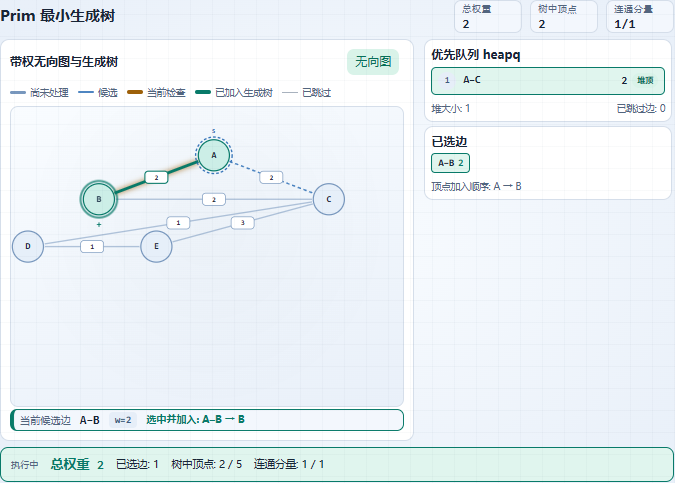 Prim 最小生成树
总权重
2
树中顶点
2
连通分量
1/1
带权无向图与生成树
无向图
尚未处理
候选
当前检查
已加入生成树
已跳过
S
A
2
2
B
2
C
+
1
3
D
1
E
当前候选边 A–B w=2 选中并加入: A–B → B
优先队列 heapq
1 A–C 2 堆顶
堆大小: 1 已跳过边: 0
已选边
A–B 2
顶点加入顺序: A → B
执行中 总权重 2 已选边: 1 树中顶点: 2 / 5 连通分量: 1 / 1